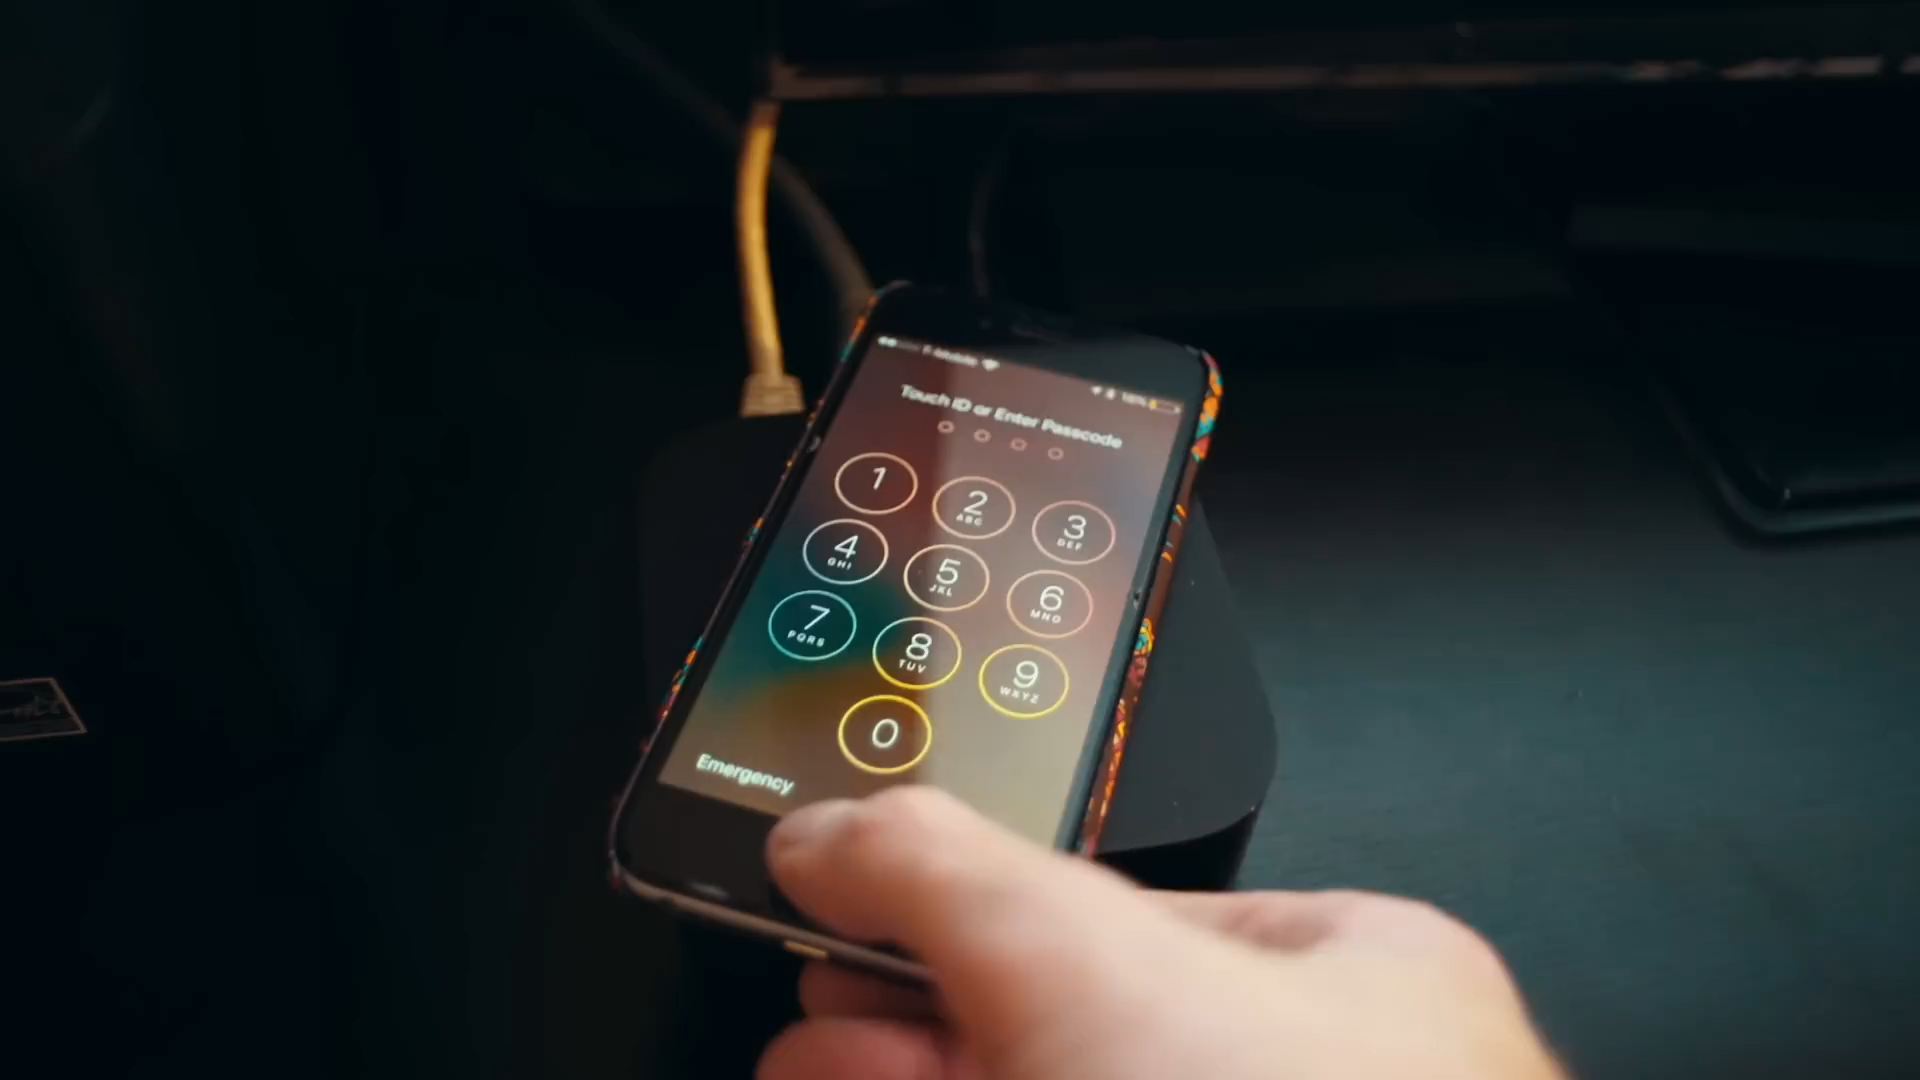 T-Mobile
Touch ID or Enter Passcode
1
2
ABC
3
DEF
4
GHI
5
JKL
6
MNO
7
PQRS
8
TUV
9
WXYZ
0
Emergency